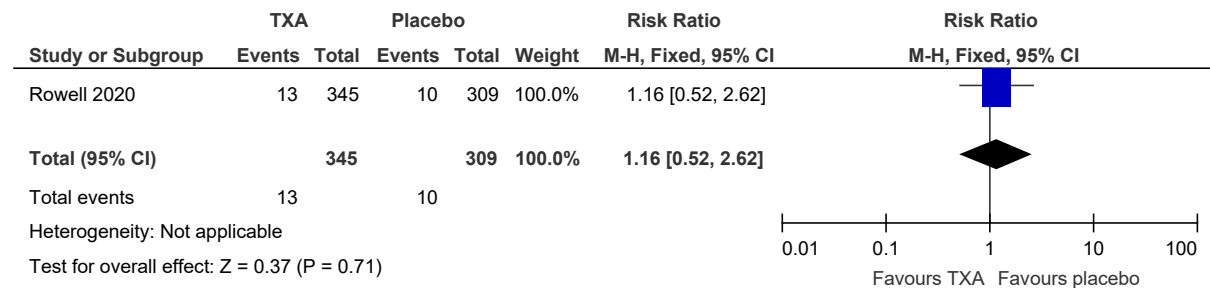 TXA Placebo Risk Ratio Risk Ratio
Study or Subgroup Events Total Events Total Weight M-H, Fixed, 95% CI M-H, Fixed, 95% CI
Rowell 2020 13 345 10 309 100.0% 1.16 [0.52, 2.62]
Total (95% CI) 345 309 100.0% 1.16 [0.52, 2.62]
Total events 13 10
Heterogeneity: Not applicable
Test for overall effect: Z = 0.37 (P = 0.71)
0.01 0.1 1 10 100
Favours TXA Favours placebo